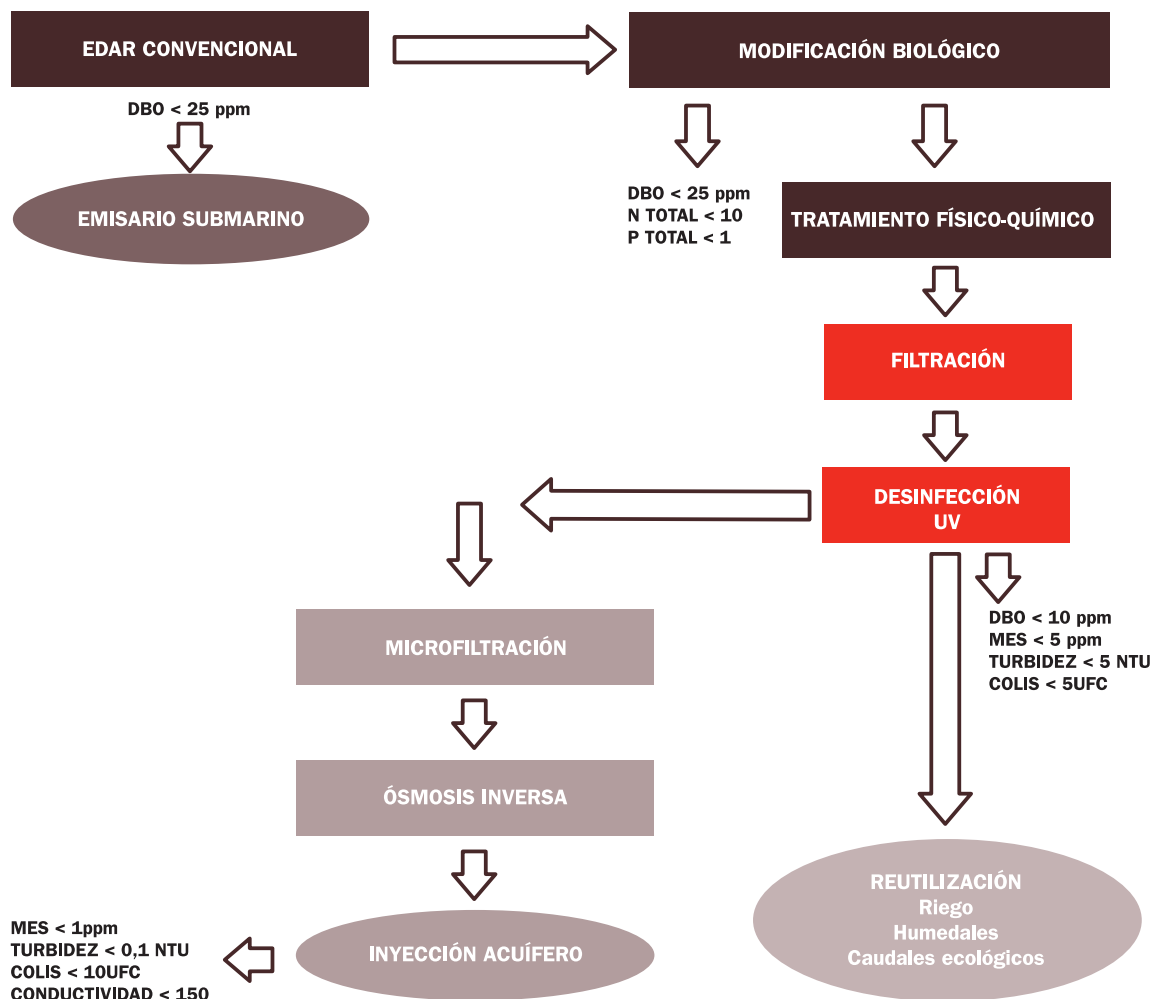 EDAR CONVENCIONAL
MODIFICACIÓN BIOLÓGICO
DBO < 25 ppm
EMISARIO SUBMARINO
DBO < 25 ppm
N TOTAL < 10
P TOTAL < 1
TRATAMIENTO FÍSICO-QUÍMICO
FILTRACIÓN
DESINFECCIÓN
UV
DBO < 10 ppm
MES < 5 ppm
TURBIDEZ < 5 NTU
COLIS < 5UFC
MICROFILTRACIÓN
ÓSMOSIS INVERSA
REUTILIZACIÓN
Riego
Humedales
Caudales ecológicos
INYECCIÓN ACUÍFERO
MES < 1ppm
TURBIDEZ < 0,1 NTU
COLIS < 10UFC
CONDUCTIVIDAD < 150